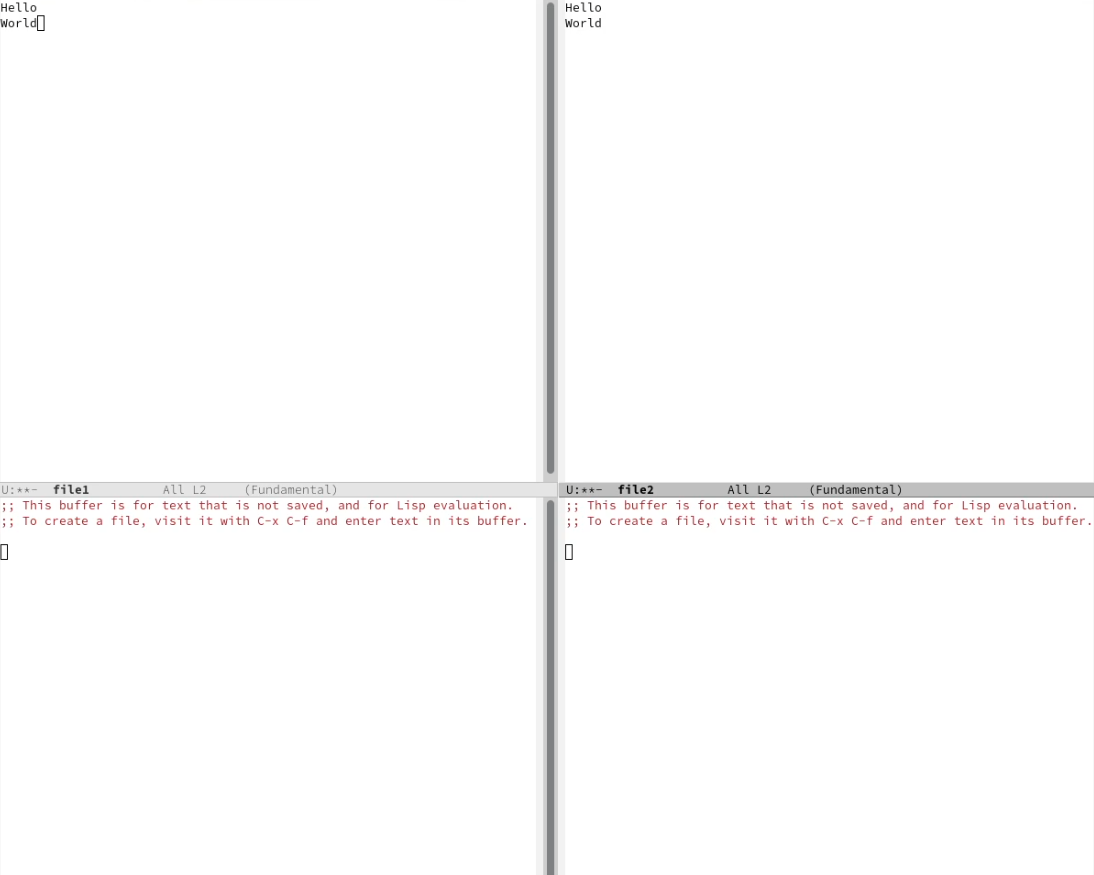 Hello
World
U:**-  file1          All L2     (Fundamental)
;; This buffer is for text that is not saved, and for Lisp evaluation.
;; To create a file, visit it with C-x C-f and enter text in its buffer.
Hello
World
U:**-  file2          All L2     (Fundamental)
;; This buffer is for text that is not saved, and for Lisp evaluation.
;; To create a file, visit it with C-x C-f and enter text in its buffer.